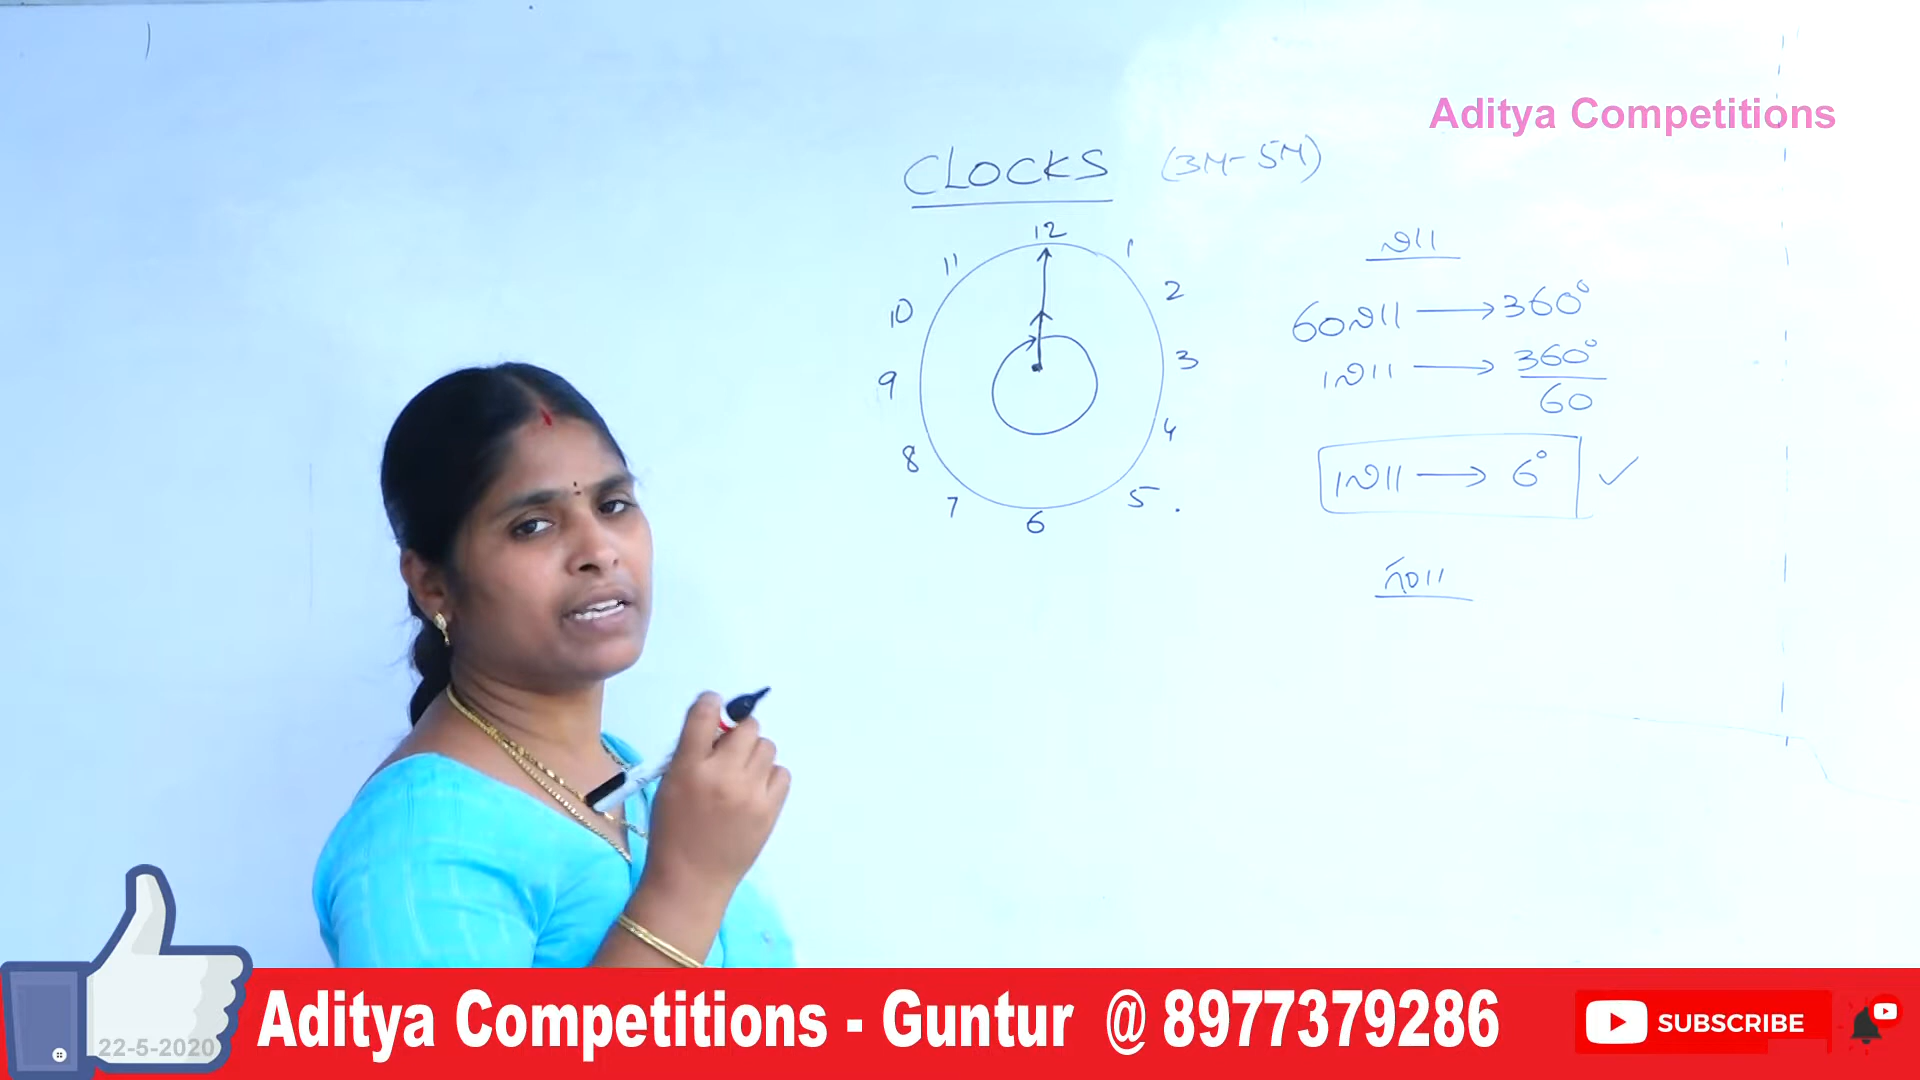 Aditya Competitions
CLOCKS (3M-5M)
12
11
1
10
2
9
3
8
4
7
5
6
ని॥
60ని॥ → 360°
1ని॥ → 360°
60
1ని॥ → 6° ✓
గం॥
22-5-2020
Aditya Competitions - Guntur @ 8977379286
SUBSCRIBE